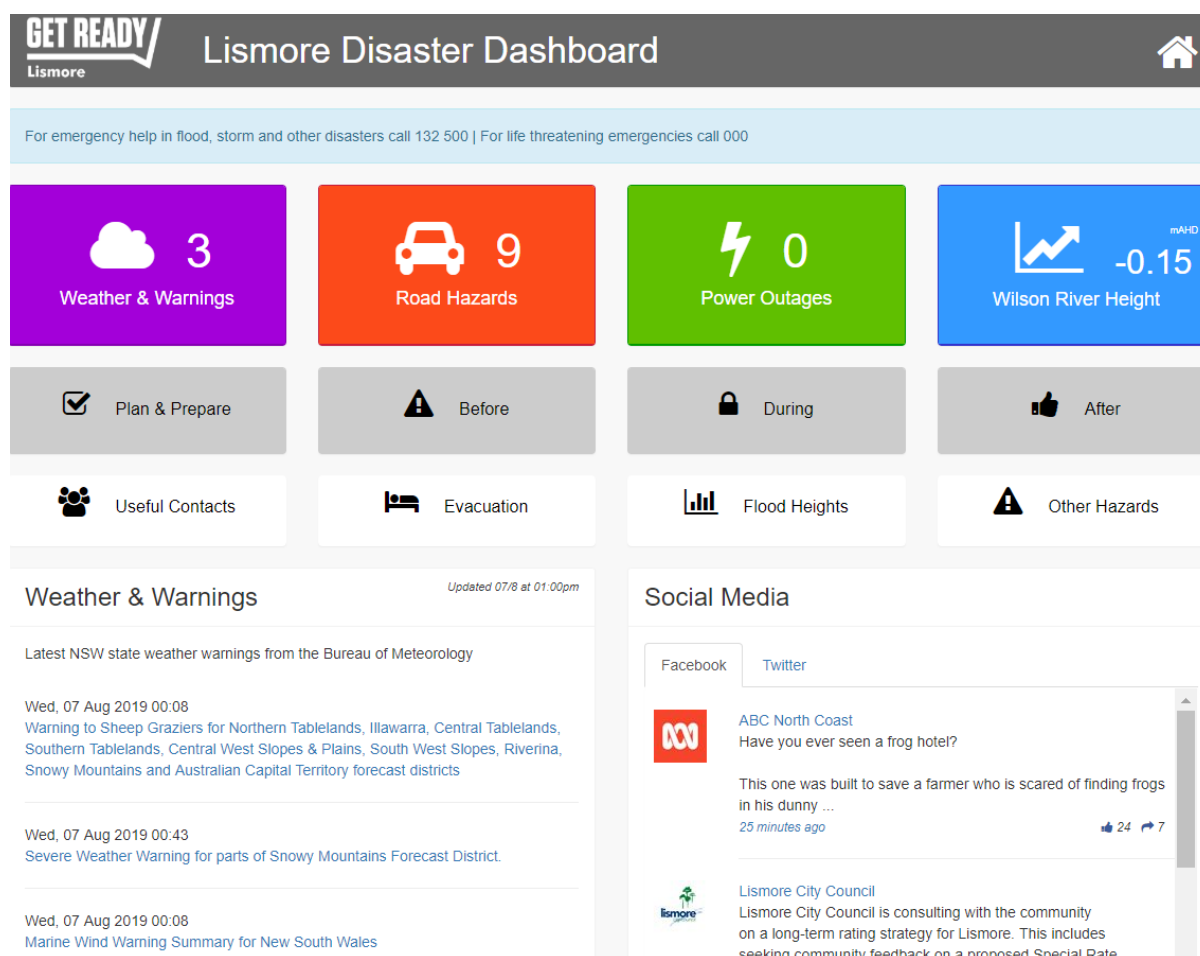 GET READY
Lismore
Lismore Disaster Dashboard
For emergency help in flood, storm and other disasters call 132 500 | For life threatening emergencies call 000
3
Weather & Warnings
9
Road Hazards
0
Power Outages
mAHD
-0.15
Wilson River Height
Plan & Prepare
Before
During
After
Useful Contacts
Evacuation
Flood Heights
Other Hazards
Weather & Warnings
Updated 07/8 at 01:00pm
Latest NSW state weather warnings from the Bureau of Meteorology
Wed, 07 Aug 2019 00:08
Warning to Sheep Graziers for Northern Tablelands, Illawarra, Central Tablelands,
Southern Tablelands, Central West Slopes & Plains, South West Slopes, Riverina,
Snowy Mountains and Australian Capital Territory forecast districts
Wed, 07 Aug 2019 00:43
Severe Weather Warning for parts of Snowy Mountains Forecast District.
Wed, 07 Aug 2019 00:08
Marine Wind Warning Summary for New South Wales
Social Media
Facebook
Twitter
ABC North Coast
Have you ever seen a frog hotel?
This one was built to save a farmer who is scared of finding frogs
in his dunny ...
25 minutes ago
24
7
lismore
Lismore City Council
Lismore City Council is consulting with the community
on a long-term rating strategy for Lismore. This includes
seeking community feedback on a proposed Special Rate